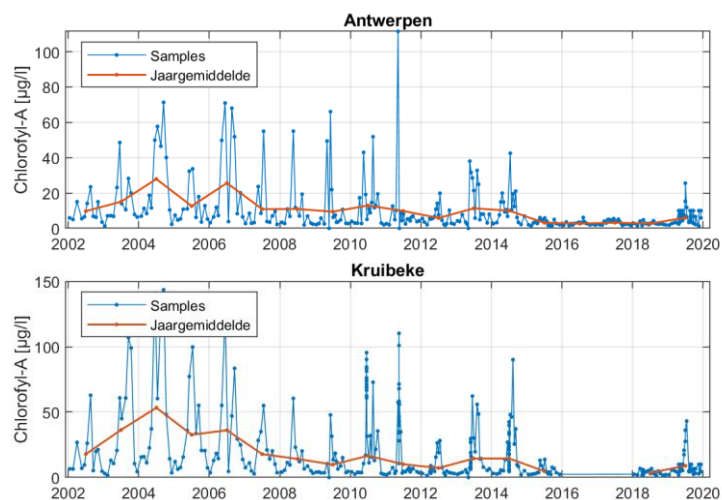 Antwerpen
Chlorofyl-A [µg/l]
100
80
60
40
20
0
Samples
Jaargemiddelde
2002 2004 2006 2008 2010 2012 2014 2016 2018 2020
Kruibeke
Chlorofyl-A [µg/l]
150
100
50
0
Samples
Jaargemiddelde
2002 2004 2006 2008 2010 2012 2014 2016 2018 2020